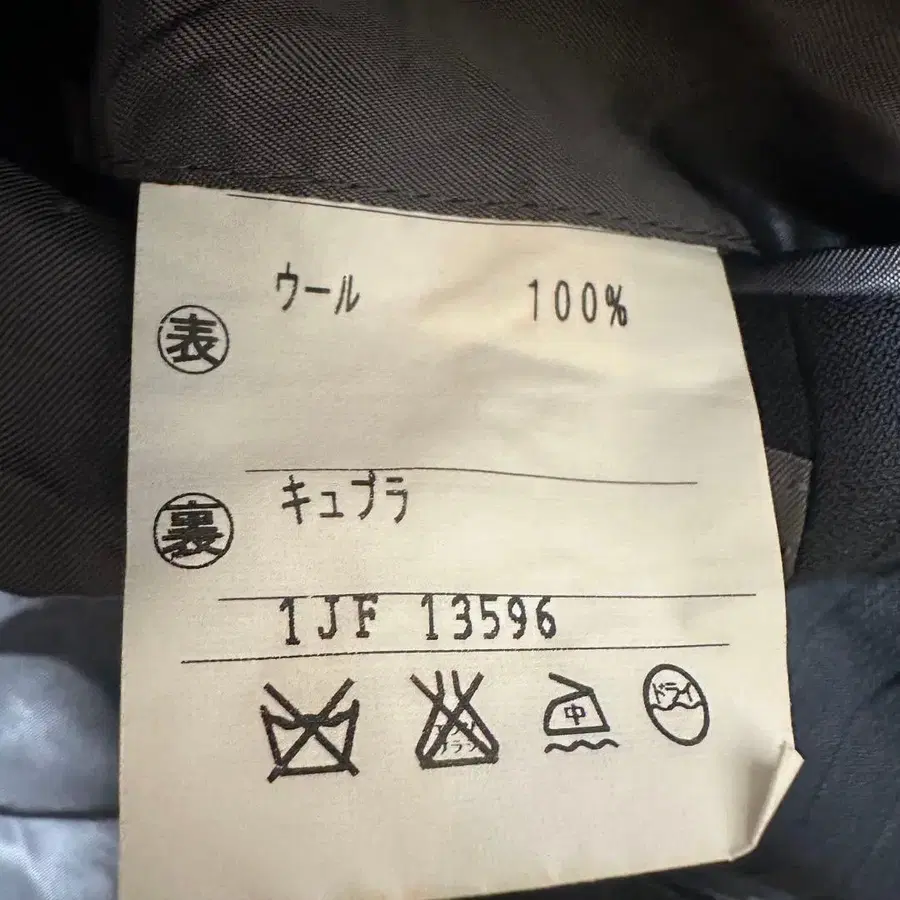 ウール 100%
表
キュプラ
裏
1JF 13596
中 ドライ